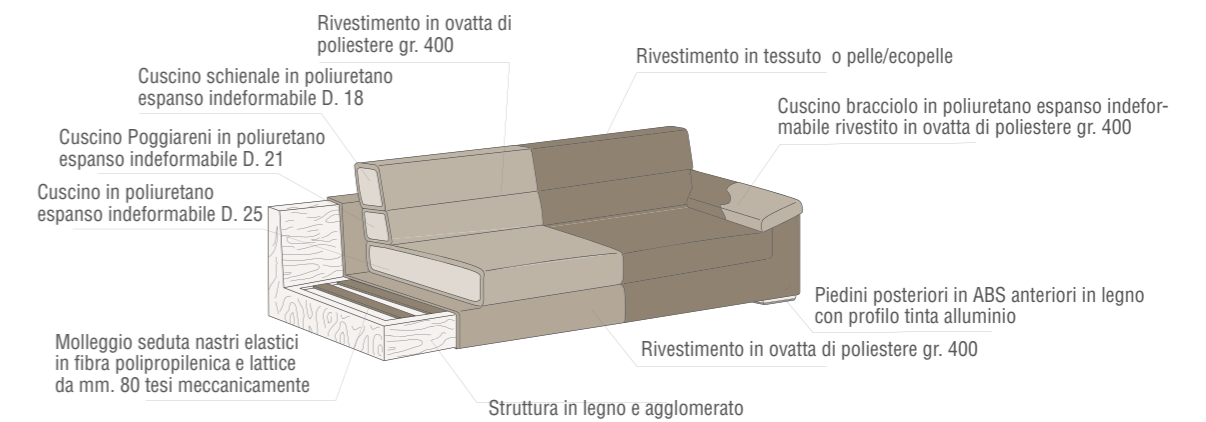 Rivestimento in ovatta di
poliestere gr. 400
Rivestimento in tessuto o pelle/ecopelle
Cuscino schienale in poliuretano
espanso indeformabile D. 18
Cuscino bracciolo in poliuretano espanso indefor-
mabile rivestito in ovatta di poliestere gr. 400
Cuscino Poggiareni in poliuretano
espanso indeformabile D. 21
Cuscino in poliuretano
espanso indeformabile D. 25
Piedini posteriori in ABS anteriori in legno
con profilo tinta alluminio
Molleggio seduta nastri elastici
in fibra polipropilenica e lattice
da mm. 80 tesi meccanicamente
Rivestimento in ovatta di poliestere gr. 400
Struttura in legno e agglomerato